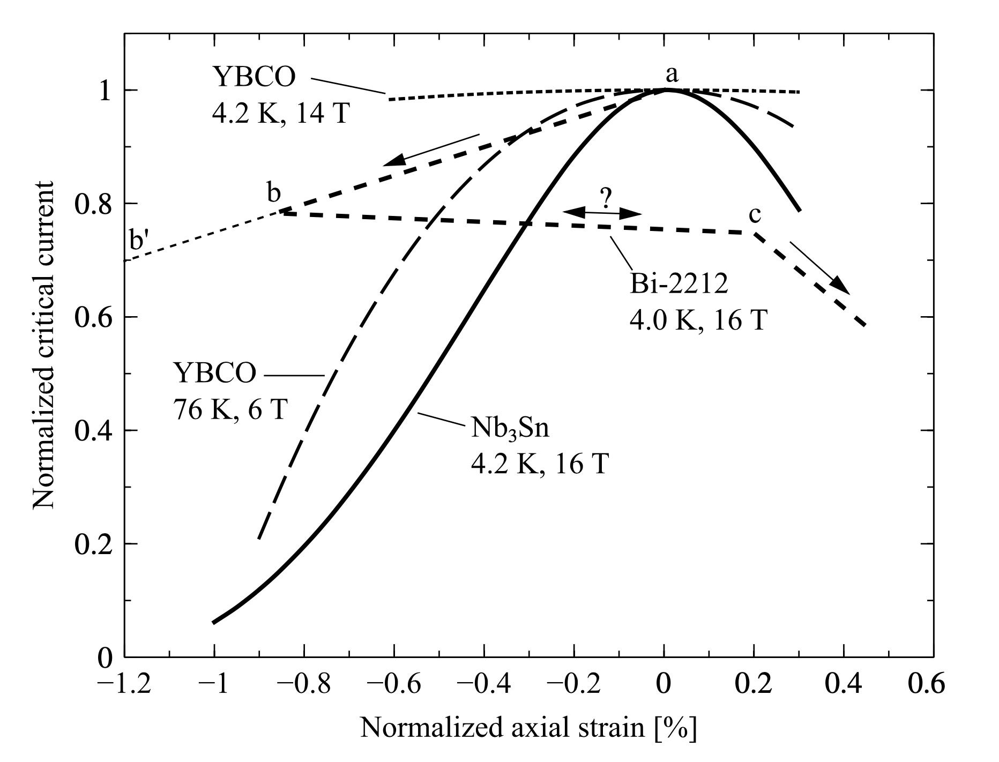 a
YBCO
4.2 K, 14 T
1
b
?
0.8
c
b'
Bi-2212
4.0 K, 16 T
0.6
YBCO
76 K, 6 T
Nb₃Sn
4.2 K, 16 T
0.4
0.2
0
−1.2 −1 −0.8 −0.6 −0.4 −0.2 0 0.2 0.4 0.6
Normalized axial strain [%]
Normalized critical current